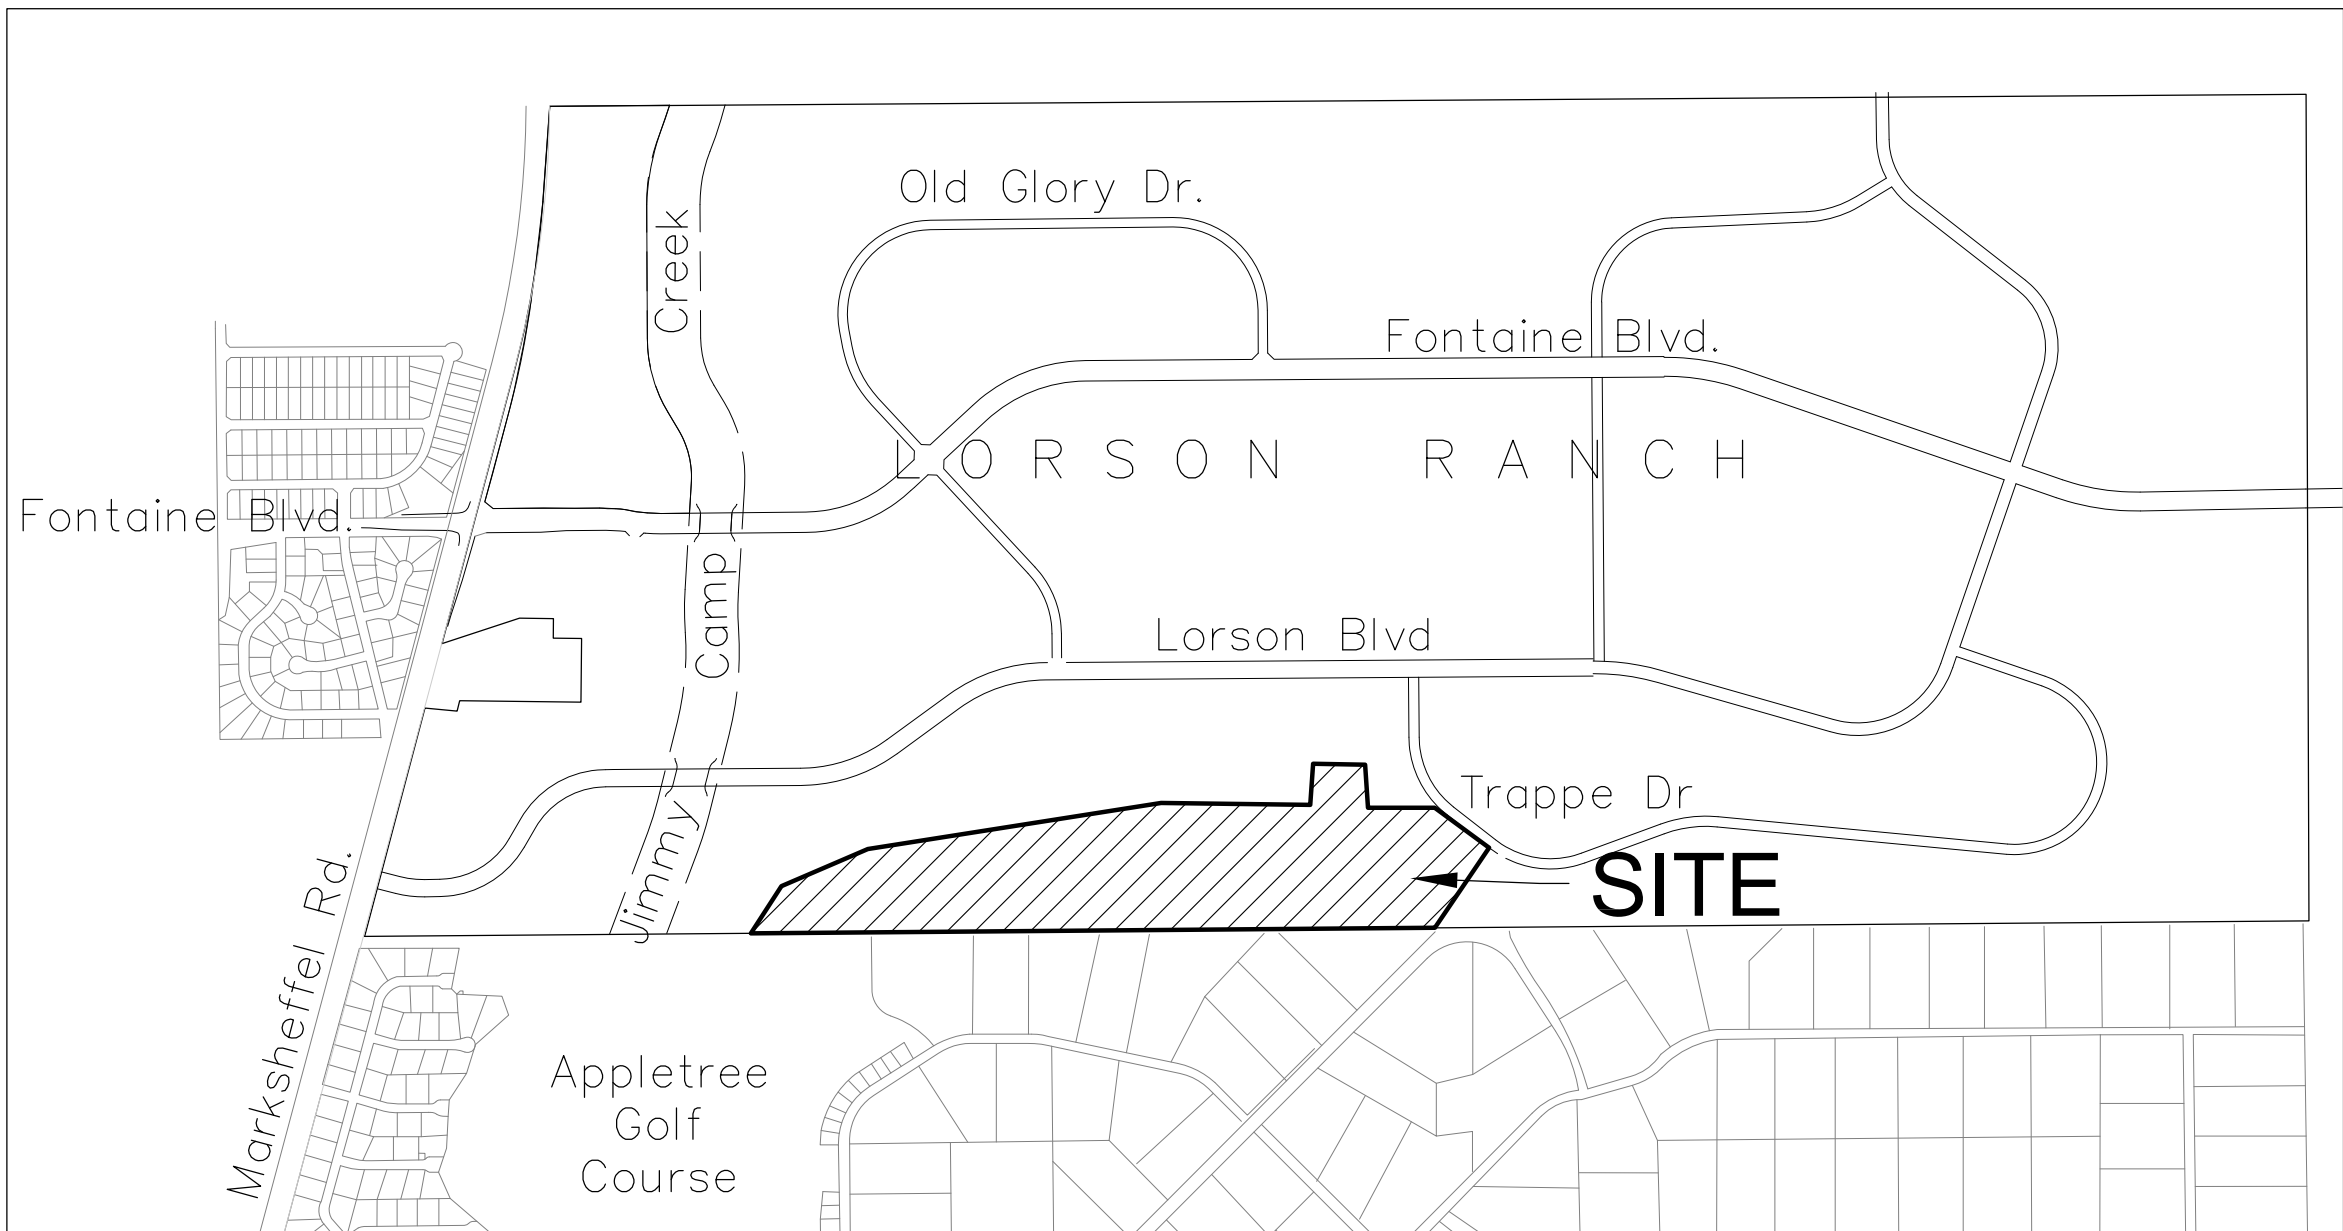 Old Glory Dr.
Creek
Fontaine Blvd.
LORSON RANCH
Fontaine Blvd.
Camp
Lorson Blvd
Trappe Dr
Jimmy
SITE
Marksheffel Rd.
Appletree
Golf
Course